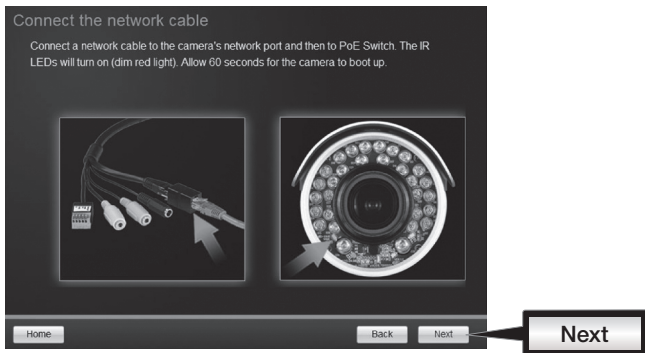 Connect the network cable
Connect a network cable to the camera's network port and then to PoE Switch. The IR
LEDs will turn on (dim red light). Allow 60 seconds for the camera to boot up.
Home
Back
Next
Next